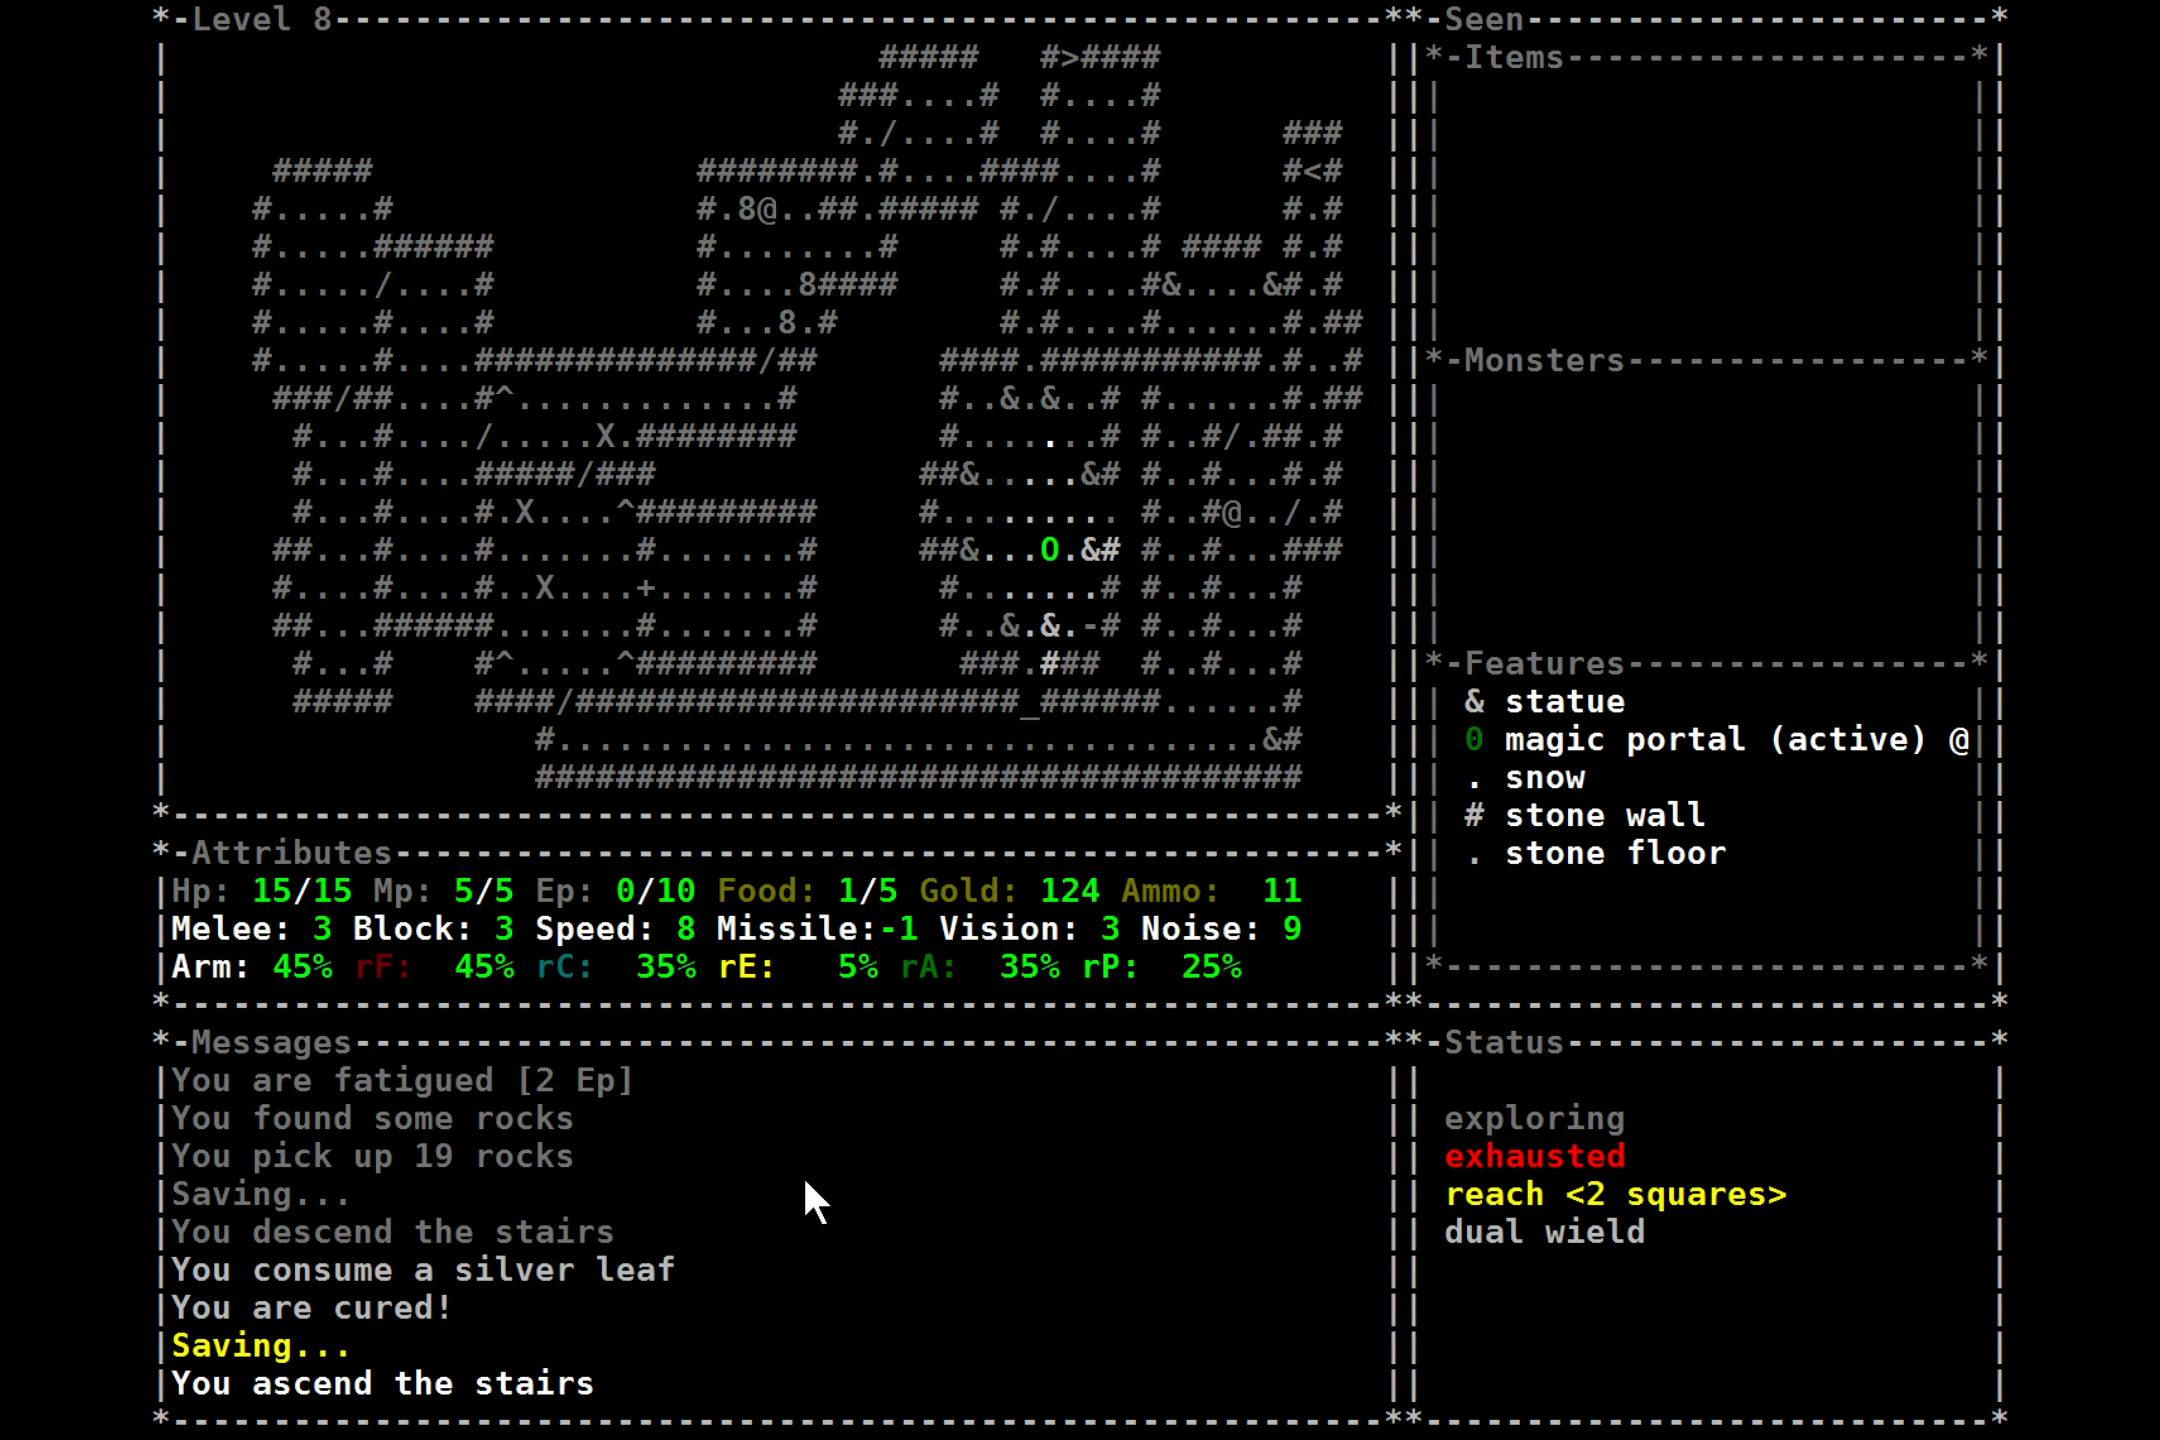 *-Level 8----------------------------------------------------**-Seen-----------------------*
|                                   #####   #>####           ||*-Items--------------------*|
|                                 ###....#  #....#           |||                          ||
|                                 #./....#  #....#      ###  |||                          ||
|     #####                ########.#....####....#      #<#  |||                          ||
|    #.....#               #.8@..##.##### #./....#      #.#  |||                          ||
|    #.....######          #........#     #.#....# #### #.#  |||                          ||
|    #...../....#          #....8####     #.#....#&....&#.#  |||                          ||
|    #.....#....#          #...8.#        #.#....#......#.## |||                          ||
|    #.....#....##############/##      ####.###########.#..# ||*-Monsters-----------------*|
|     ###/##....#^.............#       #..&.&..# #......#.## |||                          ||
|      #...#..../.....X.########       #.......# #..#/.##.#  |||                          ||
|      #...#....#####/###             ##&.....&# #..#...#.#  |||                          ||
|      #...#....#.X....^#########     #......... #..#@../.#  |||                          ||
|     ##...#....#.......#.......#     ##&...O.&# #..#...###  |||                          ||
|     #....#....#..X....+.......#      #.......# #..#...#    |||                          ||
|     ##...######.......#.......#      #..&.&.-# #..#...#    |||                          ||
|      #...#    #^.....^#########       ###.###  #..#...#    ||*-Features-----------------*|
|      #####    ####/######################_######......#    ||| & statue                 ||
|                  #...................................&#    ||| 0 magic portal (active) @||
|                  ######################################    ||| . snow                   ||
*-------------------------------------------------------------*|| # stone wall             ||
*-Attributes-------------------------------------------------*|| . stone floor            ||
|Hp: 15/15 Mp: 5/5 Ep: 0/10 Food: 1/5 Gold: 124 Ammo:  11    |||                          ||
|Melee: 3 Block: 3 Speed: 8 Missile:-1 Vision: 3 Noise: 9    |||                          ||
|Arm: 45% rF:  45% rC:  35% rE:   5% rA:  35% rP:  25%       ||*--------------------------*|
*------------------------------------------------------------**----------------------------*
*-Messages---------------------------------------------------**-Status---------------------*
|You are fatigued [2 Ep]                                     ||                            |
|You found some rocks                                        || exploring                  |
|You pick up 19 rocks                                        || exhausted                  |
|Saving...                                                   || reach <2 squares>          |
|You descend the stairs                                      || dual wield                 |
|You consume a silver leaf                                   ||                            |
|You are cured!                                              ||                            |
|Saving...                                                   ||                            |
|You ascend the stairs                                       ||                            |
*------------------------------------------------------------**----------------------------*